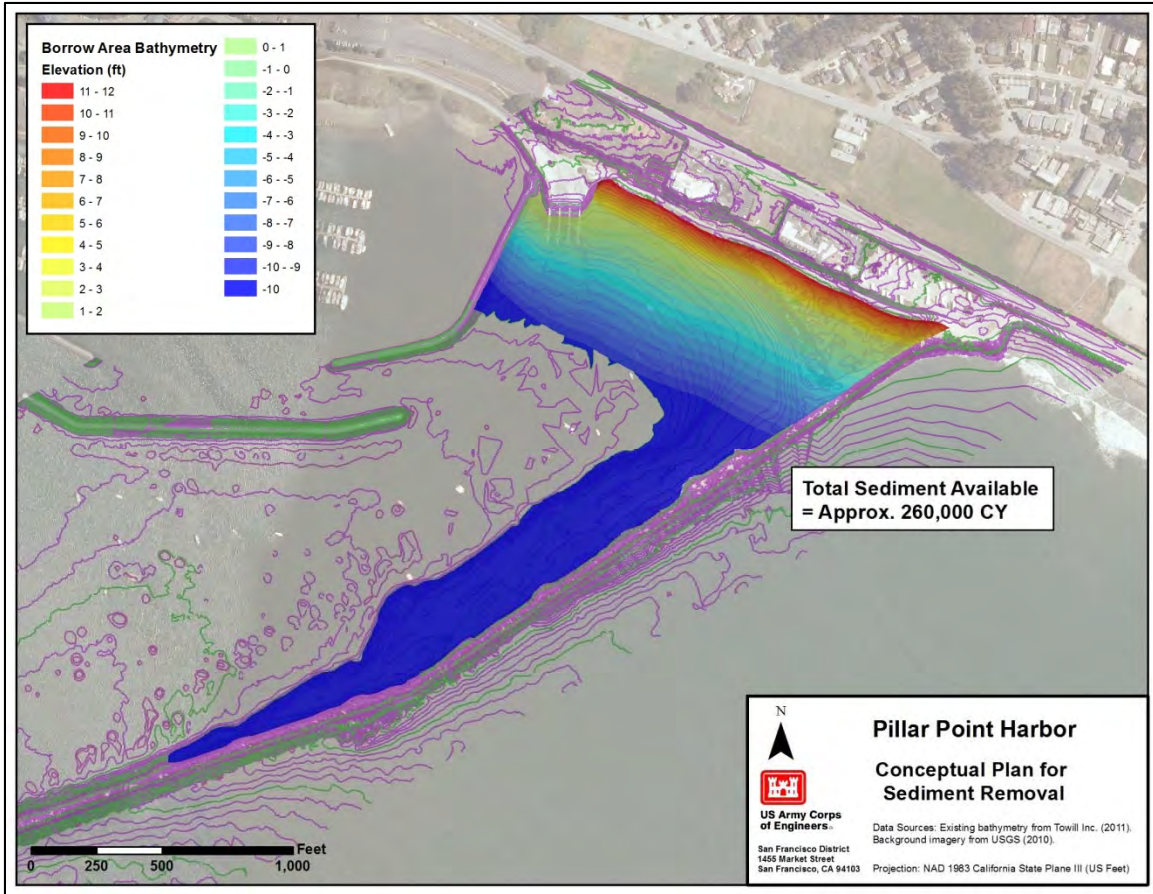 Borrow Area Bathymetry
Elevation (ft)
11 - 12
10 - 11
9 - 10
8 - 9
7 - 8
6 - 7
5 - 6
4 - 5
3 - 4
2 - 3
1 - 2
0 - 1
-1 - 0
-2 - -1
-3 - -2
-4 - -3
-5 - -4
-6 - -5
-7 - -6
-8 - -7
-9 - -8
-10 - -9
-10
Total Sediment Available
= Approx. 260,000 CY
Feet
0 250 500 1,000
N
US Army Corps
of Engineers®
San Francisco District
1455 Market Street
San Francisco, CA 94103
Pillar Point Harbor
Conceptual Plan for
Sediment Removal
Data Sources: Existing bathymetry from Towill Inc. (2011).
Background imagery from USGS (2010).
Projection: NAD 1983 California State Plane III (US Feet)